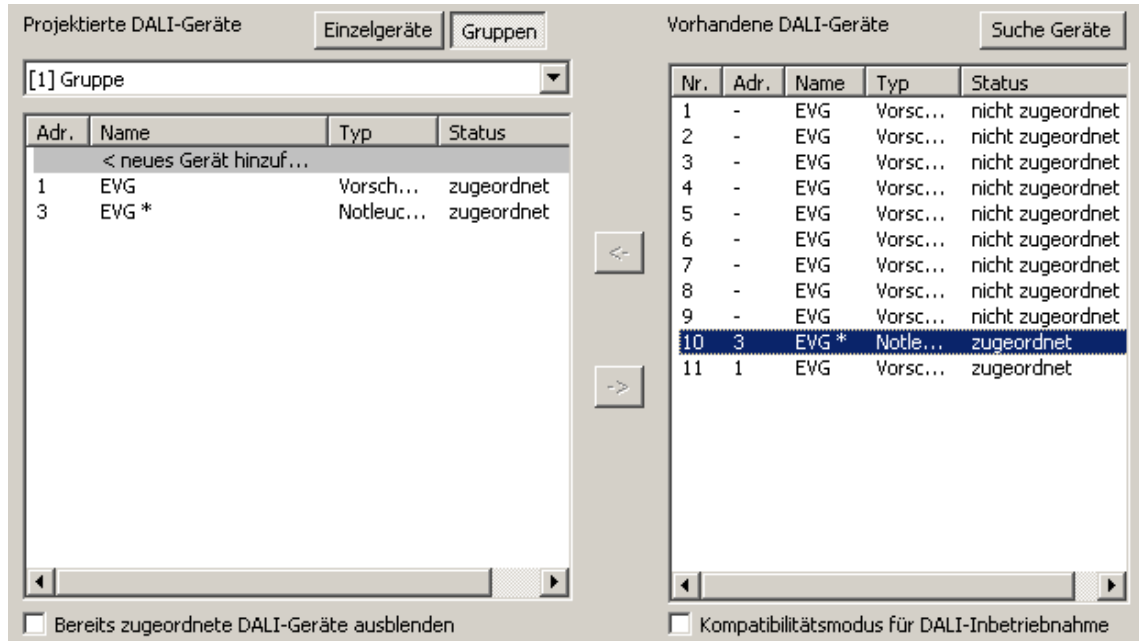 Projektierte DALI-Geräte Einzelgeräte Gruppen
[1] Gruppe
Adr. Name Typ Status
< neues Gerät hinzuf...
1 EVG Vorsch... zugeordnet
3 EVG * Notleuc... zugeordnet
Bereits zugeordnete DALI-Geräte ausblenden
<-
->
Vorhandene DALI-Geräte Suche Geräte
Nr. Adr. Name Typ Status
1 - EVG Vorsc... nicht zugeordnet
2 - EVG Vorsc... nicht zugeordnet
3 - EVG Vorsc... nicht zugeordnet
4 - EVG Vorsc... nicht zugeordnet
5 - EVG Vorsc... nicht zugeordnet
6 - EVG Vorsc... nicht zugeordnet
7 - EVG Vorsc... nicht zugeordnet
8 - EVG Vorsc... nicht zugeordnet
9 - EVG Vorsc... nicht zugeordnet
10 3 EVG * Notle... zugeordnet
11 1 EVG Vorsc... zugeordnet
Kompatibilitätsmodus für DALI-Inbetriebnahme